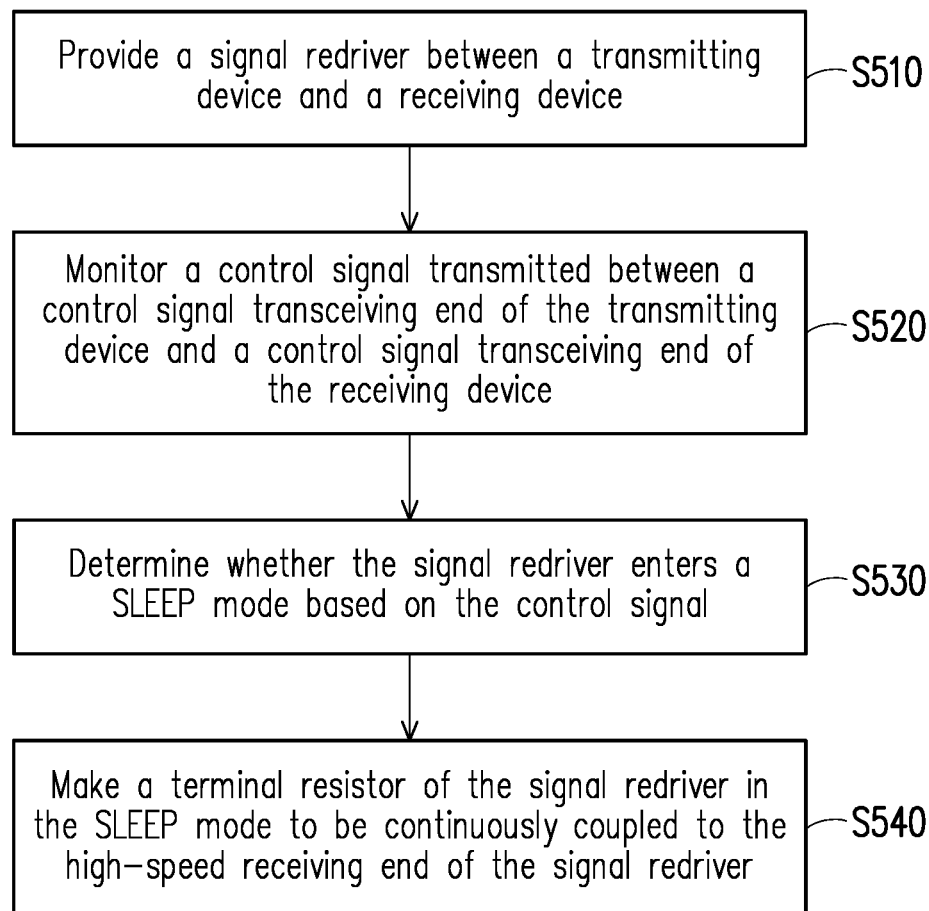 Provide a signal redriver between a transmitting
device and a receiving device
S510
Monitor a control signal transmitted between a
control signal transceiving end of the transmitting
device and a control signal transceiving end of
the receiving device
S520
Determine whether the signal redriver enters a
SLEEP mode based on the control signal
S530
Make a terminal resistor of the signal redriver in
the SLEEP mode to be continuously coupled to the
high-speed receiving end of the signal redriver
S540